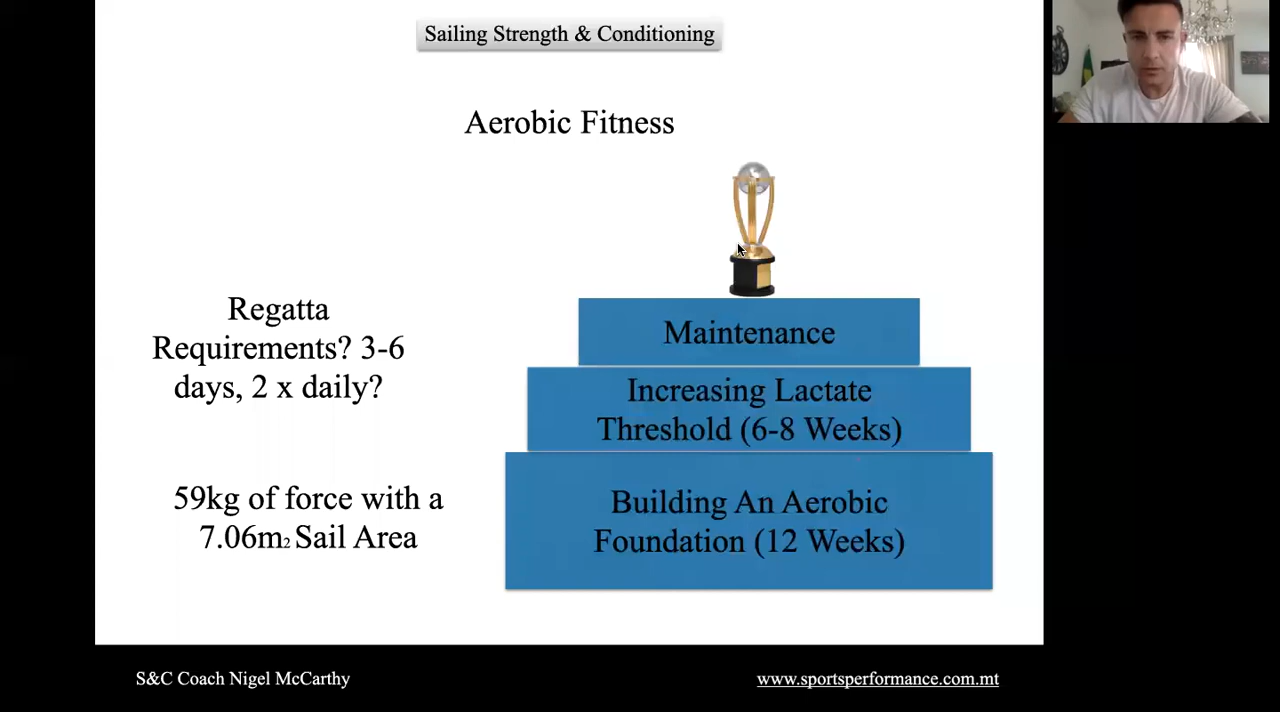 Sailing Strength & Conditioning
Aerobic Fitness
Regatta
Requirements? 3-6
days, 2 x daily?
59kg of force with a
7.06m2 Sail Area
Maintenance
Increasing Lactate
Threshold (6-8 Weeks)
Building An Aerobic
Foundation (12 Weeks)
S&C Coach Nigel McCarthy
www.sportsperformance.com.mt